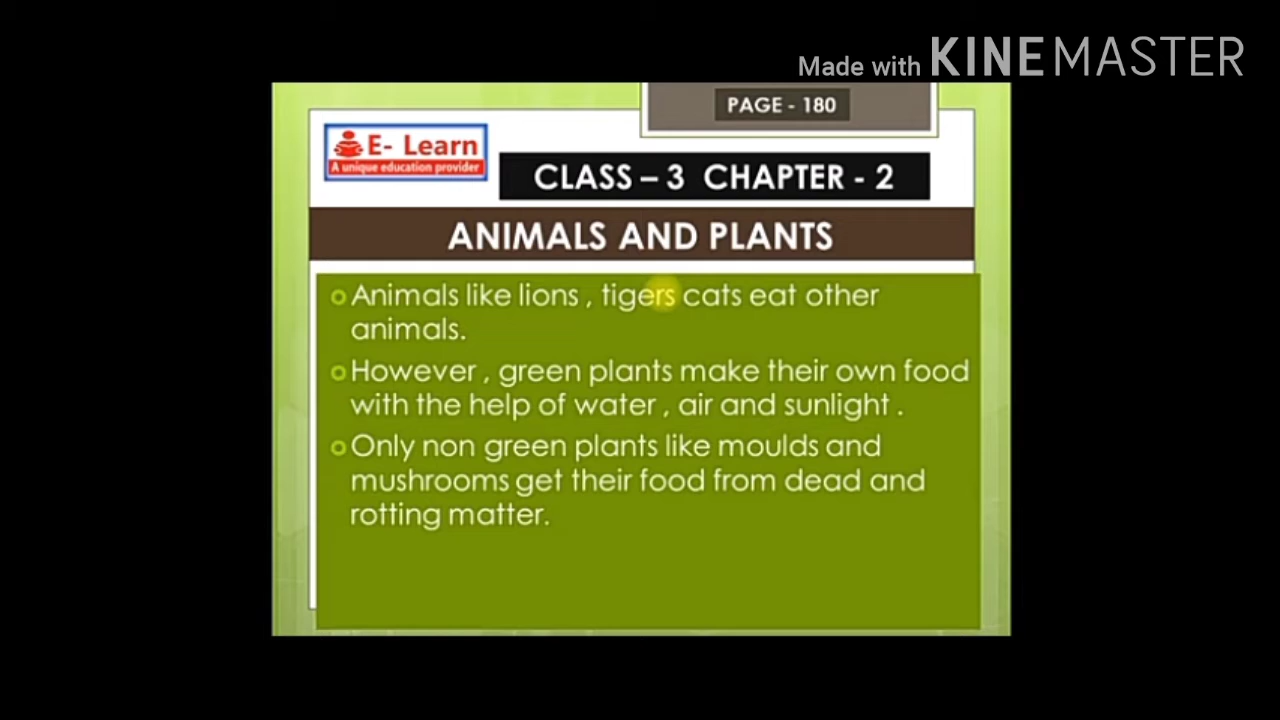 Made with KINEMASTER
PAGE - 180
E- Learn
A unique education provider
CLASS – 3 CHAPTER - 2
ANIMALS AND PLANTS
Animals like lions , tigers cats eat other
animals.
However , green plants make their own food
with the help of water , air and sunlight .
Only non green plants like moulds and
mushrooms get their food from dead and
rotting matter.